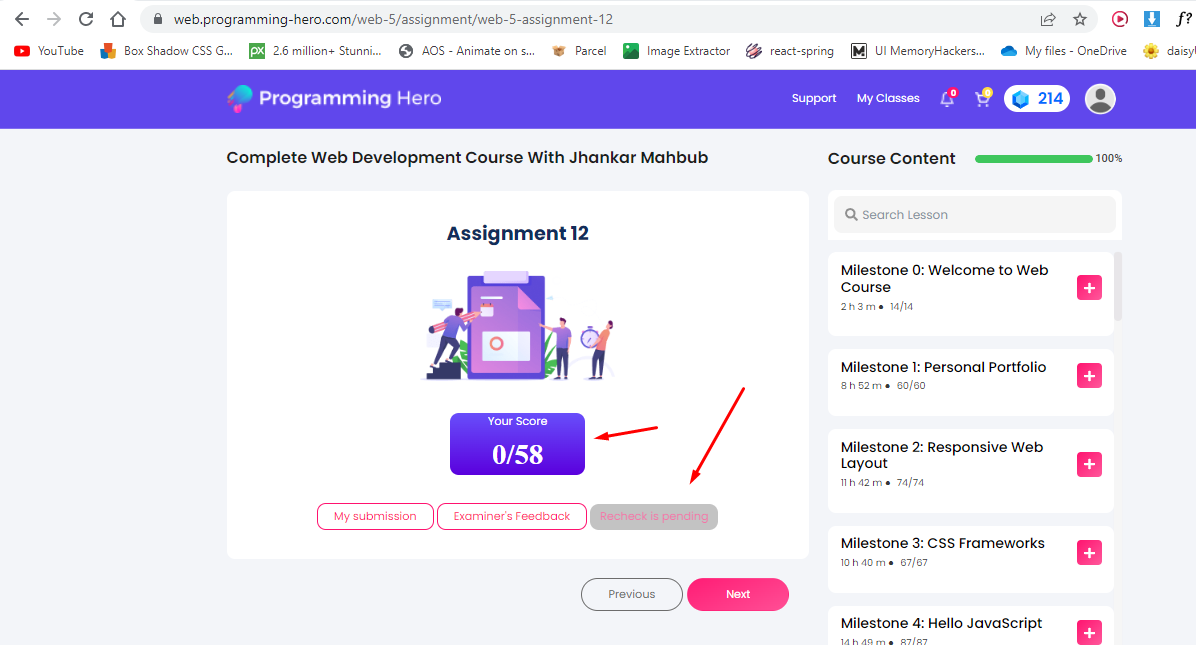 web.programming-hero.com/web-5/assignment/web-5-assignment-12
f?
YouTube
Box Shadow CSS G...
px
2.6 million+ Stunni...
AOS - Animate on s...
Parcel
Image Extractor
react-spring
M
UI MemoryHackers...
My files - OneDrive
daisyU
Programming Hero
Support
My Classes
0
0
214
Complete Web Development Course With Jhankar Mahbub
Assignment 12
Your Score
0/58
My submission
Examiner's Feedback
Recheck is pending
Previous
Next
Course Content
100%
Search Lesson
Milestone 0: Welcome to Web
Course
2 h 3 m ● 14/14
+
Milestone 1: Personal Portfolio
8 h 52 m ● 60/60
+
Milestone 2: Responsive Web
Layout
11 h 42 m ● 74/74
+
Milestone 3: CSS Frameworks
10 h 40 m ● 67/67
+
Milestone 4: Hello JavaScript
14 h 49 m ● 87/87
+